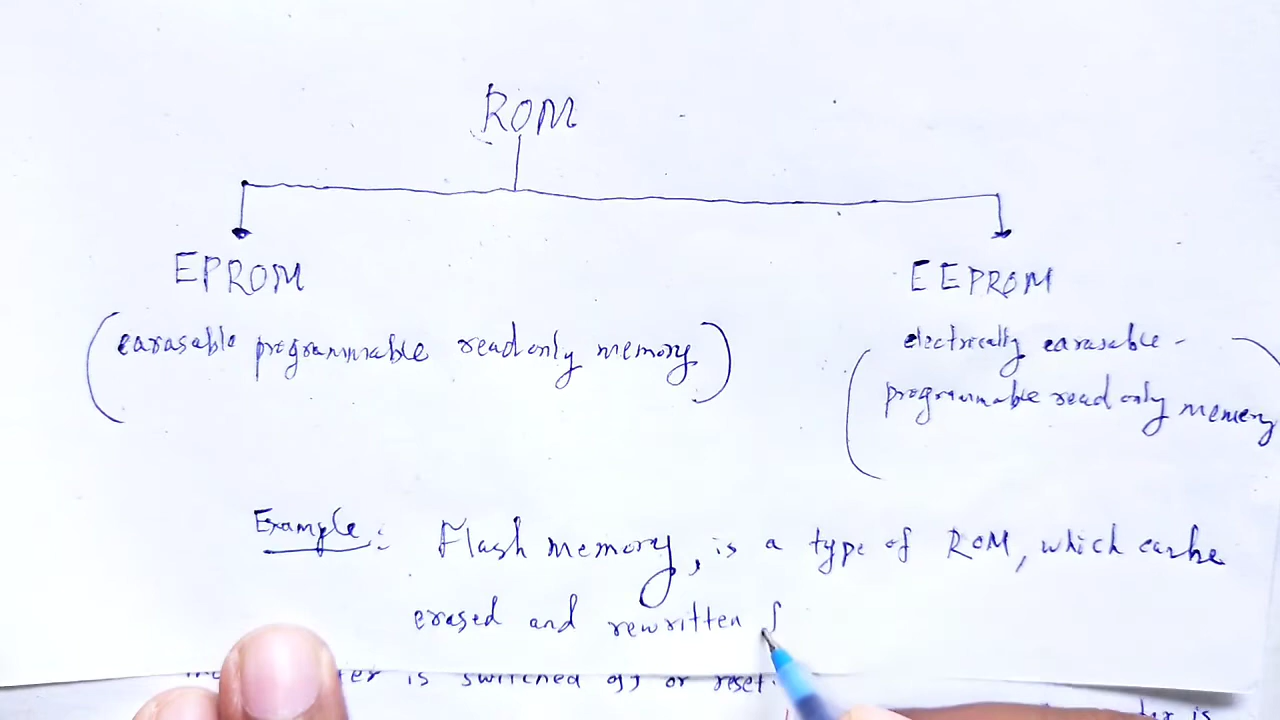 ROM
EPROM
EEPROM
(earasable programmable read only memory)
electrically earasable -
(programmable read only memory
Example: Flash memory, is a type of ROM, which can be
erased and rewritten
is switched off or reset.
is